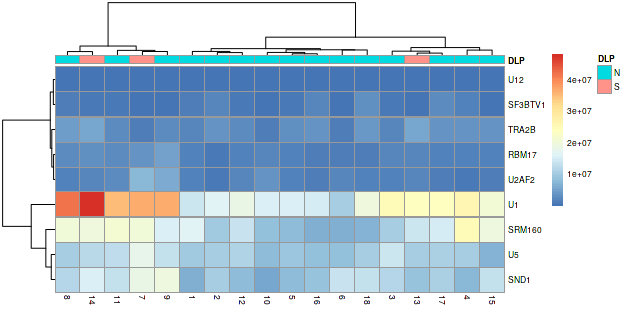 DLP
U12
SF3BTV1
TRA2B
RBM17
U2AF2
U1
SRM160
U5
SND1
8 14 11 7 9 1 2 12 10 5 16 6 18 3 13 17 4 15
4e+07
3e+07
2e+07
1e+07
DLP
N
S